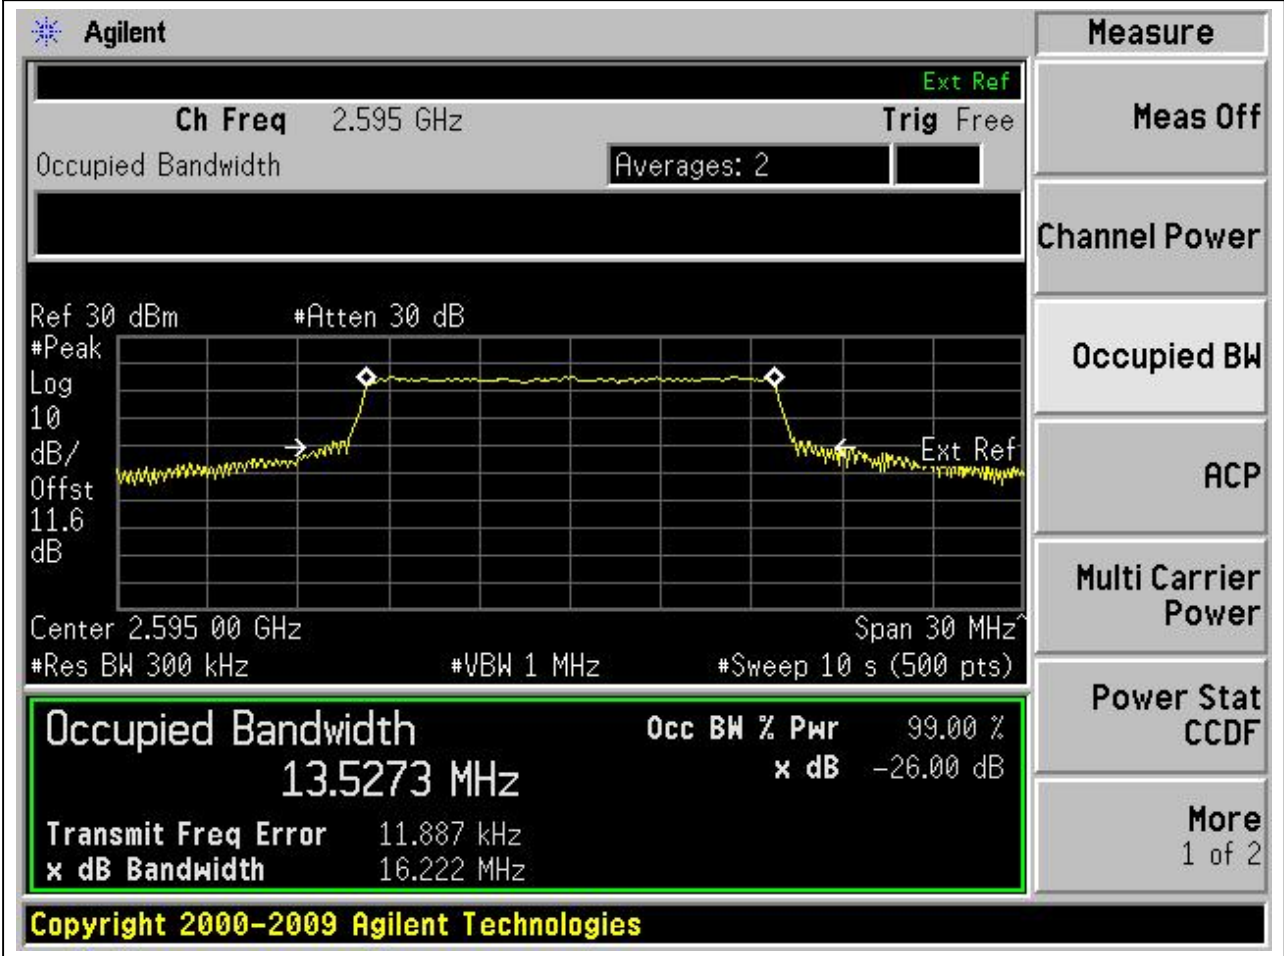 Agilent
Measure
Ext Ref
Ch Freq 2.595 GHz
Trig Free
Occupied Bandwidth
Averages: 2
Meas Off
Channel Power
Occupied BW
ACP
Multi Carrier
Power
Power Stat
CCDF
More
1 of 2
Ref 30 dBm
#Atten 30 dB
#Peak
Log
10
dB/
Offst
11.6
dB
Ext Ref
Center 2.595 00 GHz
Span 30 MHz^
#Res BW 300 kHz
#VBW 1 MHz
#Sweep 10 s (500 pts)
Occupied Bandwidth
13.5273 MHz
Occ BW % Pwr 99.00 %
x dB -26.00 dB
Transmit Freq Error 11.887 kHz
x dB Bandwidth 16.222 MHz
Copyright 2000-2009 Agilent Technologies